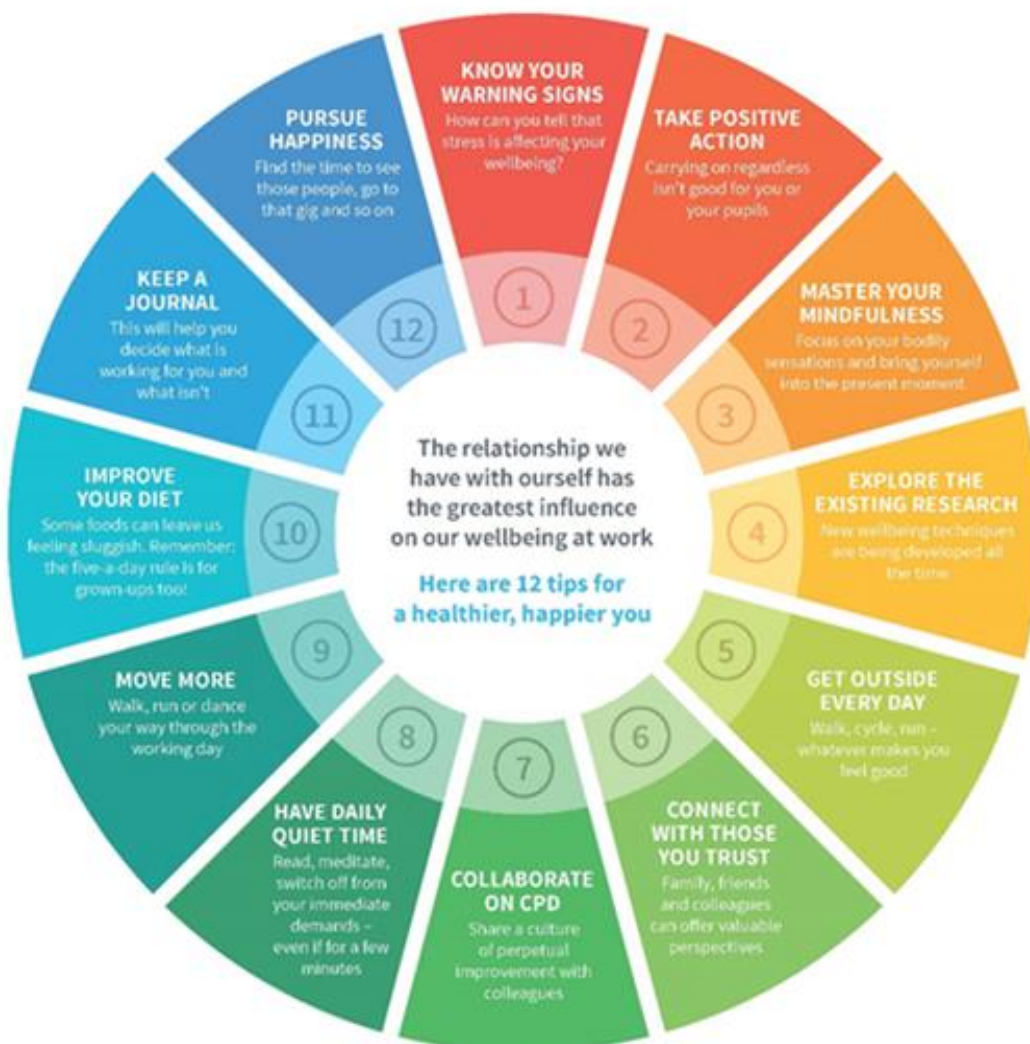 KNOW YOUR
WARNING SIGNS
How can you tell that
stress is affecting your
wellbeing?
1
TAKE POSITIVE
ACTION
Carrying on regardless
isn't good for you or
your pupils
2
MASTER YOUR
MINDFULNESS
Focus on your bodily
sensations and bring yourself
into the present moment
3
EXPLORE THE
EXISTING RESEARCH
New wellbeing techniques
are being developed all
the time
4
GET OUTSIDE
EVERY DAY
Walk, cycle, run –
whatever makes you
feel good
5
CONNECT
WITH THOSE
YOU TRUST
Family, friends
and colleagues
can offer valuable
perspectives
6
COLLABORATE
ON CPD
Share a culture
of perpetual
improvement with
colleagues
7
HAVE DAILY
QUIET TIME
Read, meditate,
switch off from
your immediate
demands –
even if for a few
minutes
8
MOVE MORE
Walk, run or dance
your way through the
working day
9
IMPROVE
YOUR DIET
Some foods can leave us
feeling sluggish. Remember:
the five-a-day rule is for
grown-ups too!
10
KEEP A
JOURNAL
This will help you
decide what is
working for you and
what isn't
11
PURSUE
HAPPINESS
Find the time to see
those people, go to
that gig and so on
12
The relationship we
have with ourself has
the greatest influence
on our wellbeing at work
Here are 12 tips for
a healthier, happier you